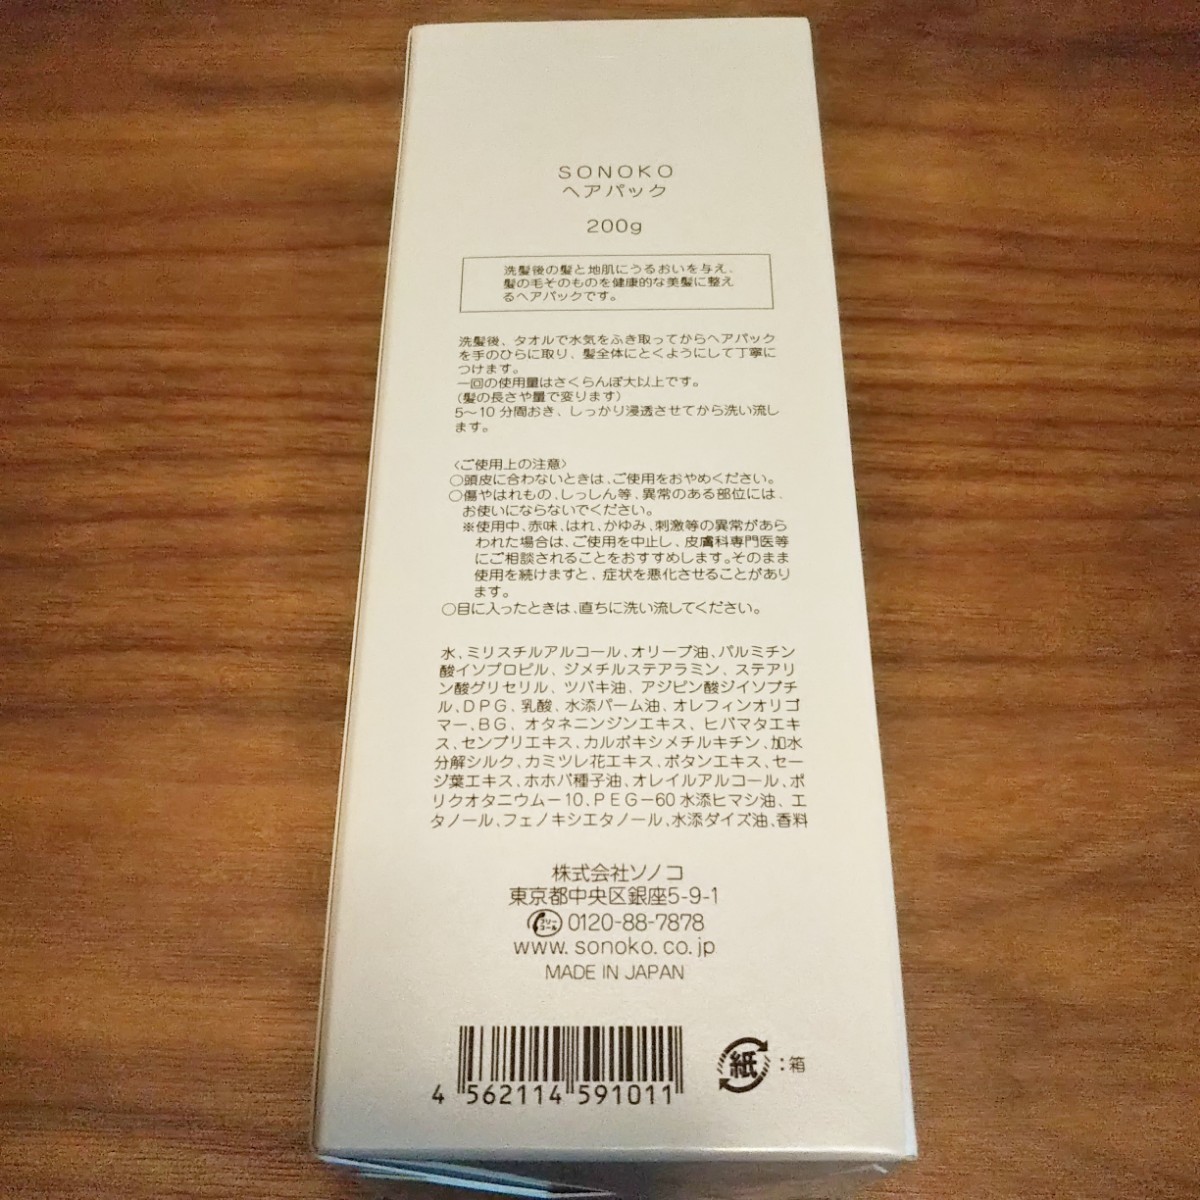 SONOKO
ヘアパック
200g
洗髪後の髪と地肌にうるおいを与え、
髪の毛そのものを健康的な美髪に整え
るヘアパックです。
洗髪後、タオルで水気をふき取ってからヘアパック
を手のひらに取り、髪全体にとくようにして丁寧に
つけます。
一回の使用量はさくらんぼ大以上です。
(髪の長さや量で変ります)
5〜10分間おき、しっかり浸透させてから洗い流し
ます。
〈ご使用上の注意〉
○頭皮に合わないときは、ご使用をおやめください。
○傷やはれもの、しっしん等、異常のある部位には、
お使いにならないでください。
※使用中、赤味、はれ、かゆみ、刺激等の異常があら
われた場合は、ご使用を中止し、皮膚科専門医等
にご相談されることをおすすめします。そのまま
使用を続けますと、症状を悪化させることがあり
ます。
○目に入ったときは、直ちに洗い流してください。
水、ミリスチルアルコール、オリーブ油、パルミチン
酸イソプロピル、ジメチルステアラミン、ステアリ
ン酸グリセリル、ツバキ油、アジピン酸ジイソプチ
ル、DPG、乳酸、水添パーム油、オレフィンオリゴ
マー、BG、オタネニンジンエキス、ヒバマタエキ
ス、センブリエキス、カルボキシメチルキチン、加水
分解シルク、カミツレ花エキス、ボタンエキス、セー
ジ葉エキス、ホホバ種子油、オレイルアルコール、ポ
リクオタニウムー10、PEGー60水添ヒマシ油、エ
タノール、フェノキシエタノール、水添ダイズ油、香料
株式会社ソノコ
東京都中央区銀座5-9-1
フリーコール 0120-88-7878
www.sonoko.co.jp
MADE IN JAPAN
4 562114 591011
紙 :箱